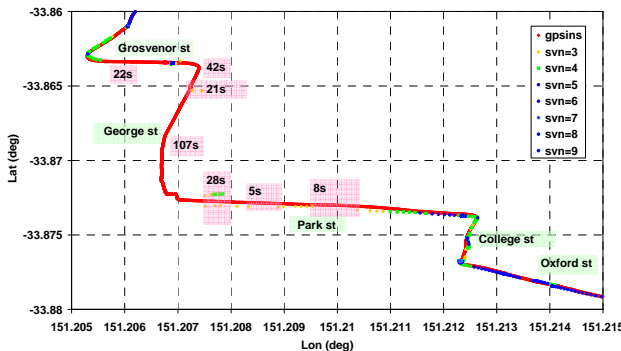 -33.86
-33.865
-33.87
-33.875
-33.88
Lat (deg)
Grosvenor st
22s
42s
21s
George st
107s
28s
5s
8s
Park st
College st
Oxford st
gpsins
svn=3
svn=4
svn=5
svn=6
svn=7
svn=8
svn=9
151.205 151.206 151.207 151.208 151.209 151.21 151.211 151.212 151.213 151.214 151.215
Lon (deg)